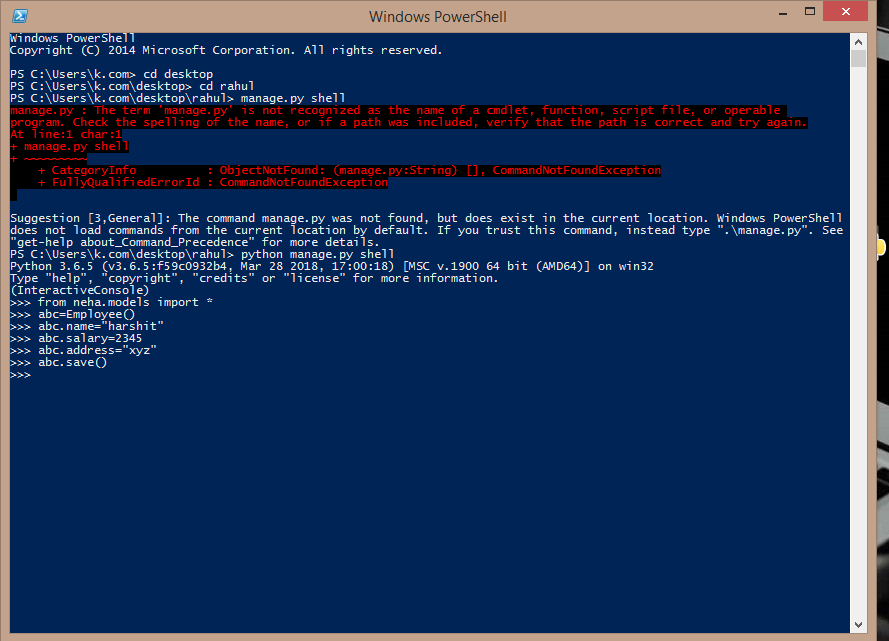 Windows PowerShell
Windows PowerShell
Copyright (C) 2014 Microsoft Corporation. All rights reserved.
PS C:\Users\k.com> cd desktop
PS C:\Users\k.com\desktop> cd rahul
PS C:\Users\k.com\desktop\rahul> manage.py shell
manage.py : The term 'manage.py' is not recognized as the name of a cmdlet, function, script file, or operable
program. Check the spelling of the name, or if a path was included, verify that the path is correct and try again.
At line:1 char:1
+ manage.py shell
+ ~~~~~~~~~
    + CategoryInfo          : ObjectNotFound: (manage.py:String) [], CommandNotFoundException
    + FullyQualifiedErrorId : CommandNotFoundException
Suggestion [3,General]: The command manage.py was not found, but does exist in the current location. Windows PowerShell
does not load commands from the current location by default. If you trust this command, instead type ".\manage.py". See
"get-help about_Command_Precedence" for more details.
PS C:\Users\k.com\desktop\rahul> python manage.py shell
Python 3.6.5 (v3.6.5:f59c0932b4, Mar 28 2018, 17:00:18) [MSC v.1900 64 bit (AMD64)] on win32
Type "help", "copyright", "credits" or "license" for more information.
(InteractiveConsole)
>>> from neha.models import *
>>> abc=Employee()
>>> abc.name="harshit"
>>> abc.salary=2345
>>> abc.address="xyz"
>>> abc.save()
>>>